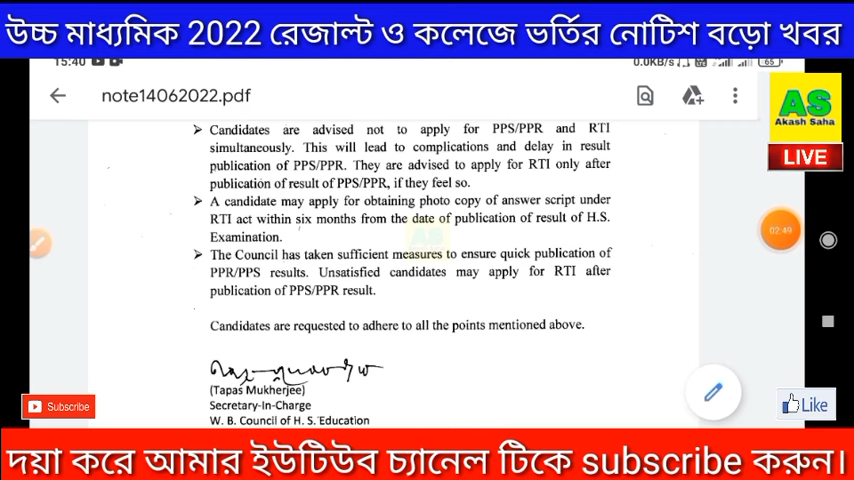 উচ্চ মাধ্যমিক 2022 রেজাল্ট ও কলেজে ভর্তির নোটিশ বড়ো খবর
15:40
0.0KB/s
65
note14062022.pdf
AS
Akash Saha
LIVE
➢ Candidates are advised not to apply for PPS/PPR and RTI
simultaneously. This will lead to complications and delay in result
publication of PPS/PPR. They are advised to apply for RTI only after
publication of result of PPS/PPR, if they feel so.
➢ A candidate may apply for obtaining photo copy of answer script under
RTI act within six months from the date of publication of result of H.S.
Examination.
➢ The Council has taken sufficient measures to ensure quick publication of
PPR/PPS results. Unsatisfied candidates may apply for RTI after
publication of PPS/PPR result.
02:49
Candidates are requested to adhere to all the points mentioned above.
(Tapas Mukherjee)
Secretary-In-Charge
W. B. Council of H. S. Education
Subscribe
Like
দয়া করে আমার ইউটিউব চ্যানেল টিকে subscribe করুন।